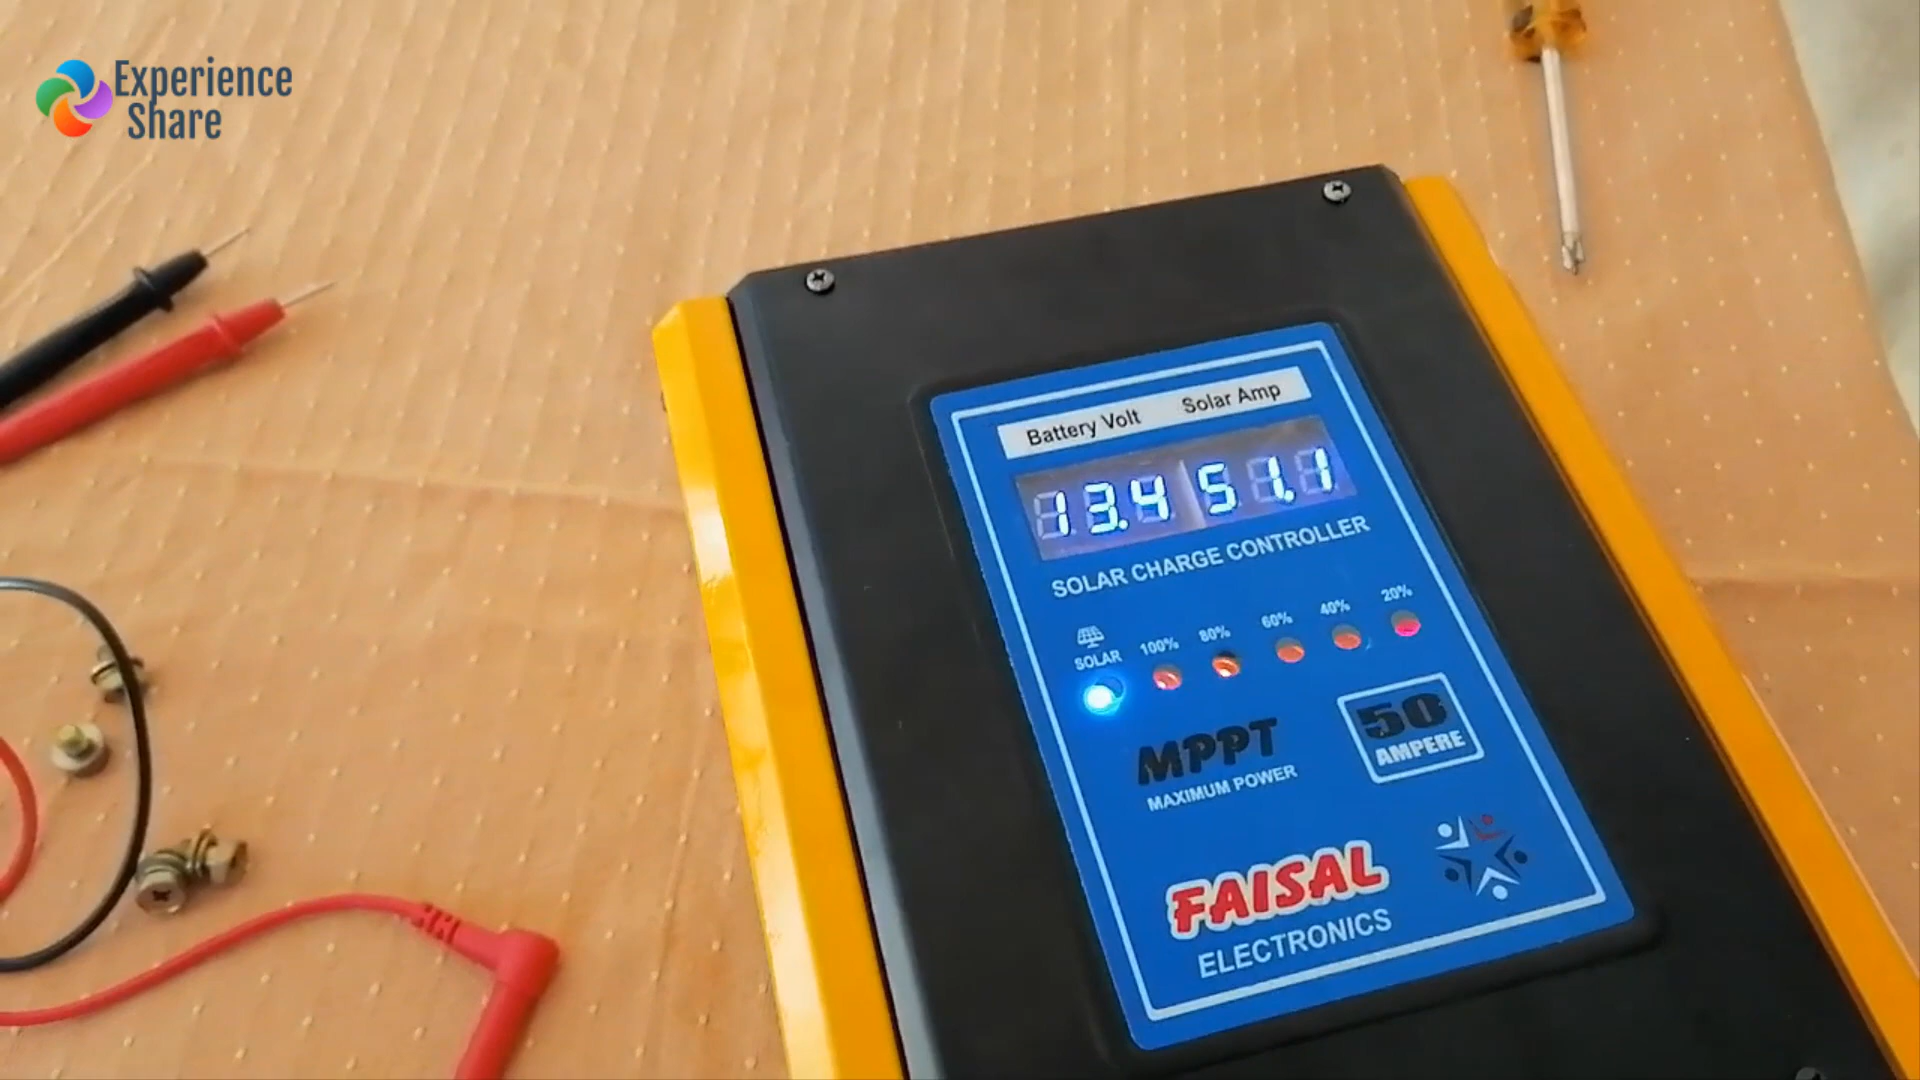 Experience
Share
Battery Volt Solar Amp
13.4 51.1
SOLAR CHARGE CONTROLLER
SOLAR 100% 80% 60% 40% 20%
MPPT
MAXIMUM POWER
50
AMPERE
FAISAL
ELECTRONICS